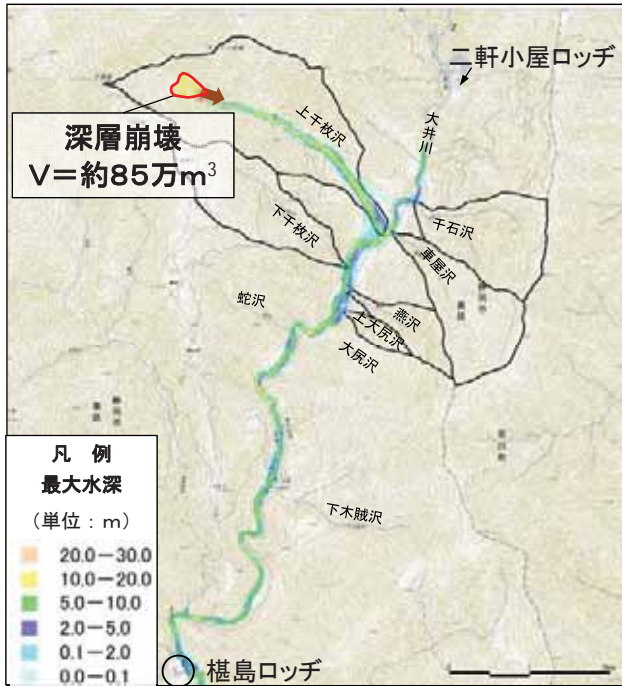 二軒小屋ロッヂ
深層崩壊
V＝約85万m³
上千枚沢
大井川
千石沢
下千枚沢
車屋沢
蛇沢
燕沢
上大尻沢
大尻沢
下木賊沢
凡 例
最大水深
（単位：m）
20.0－30.0
10.0－20.0
5.0－10.0
2.0－5.0
0.1－2.0
0.0－0.1
椹島ロッヂ